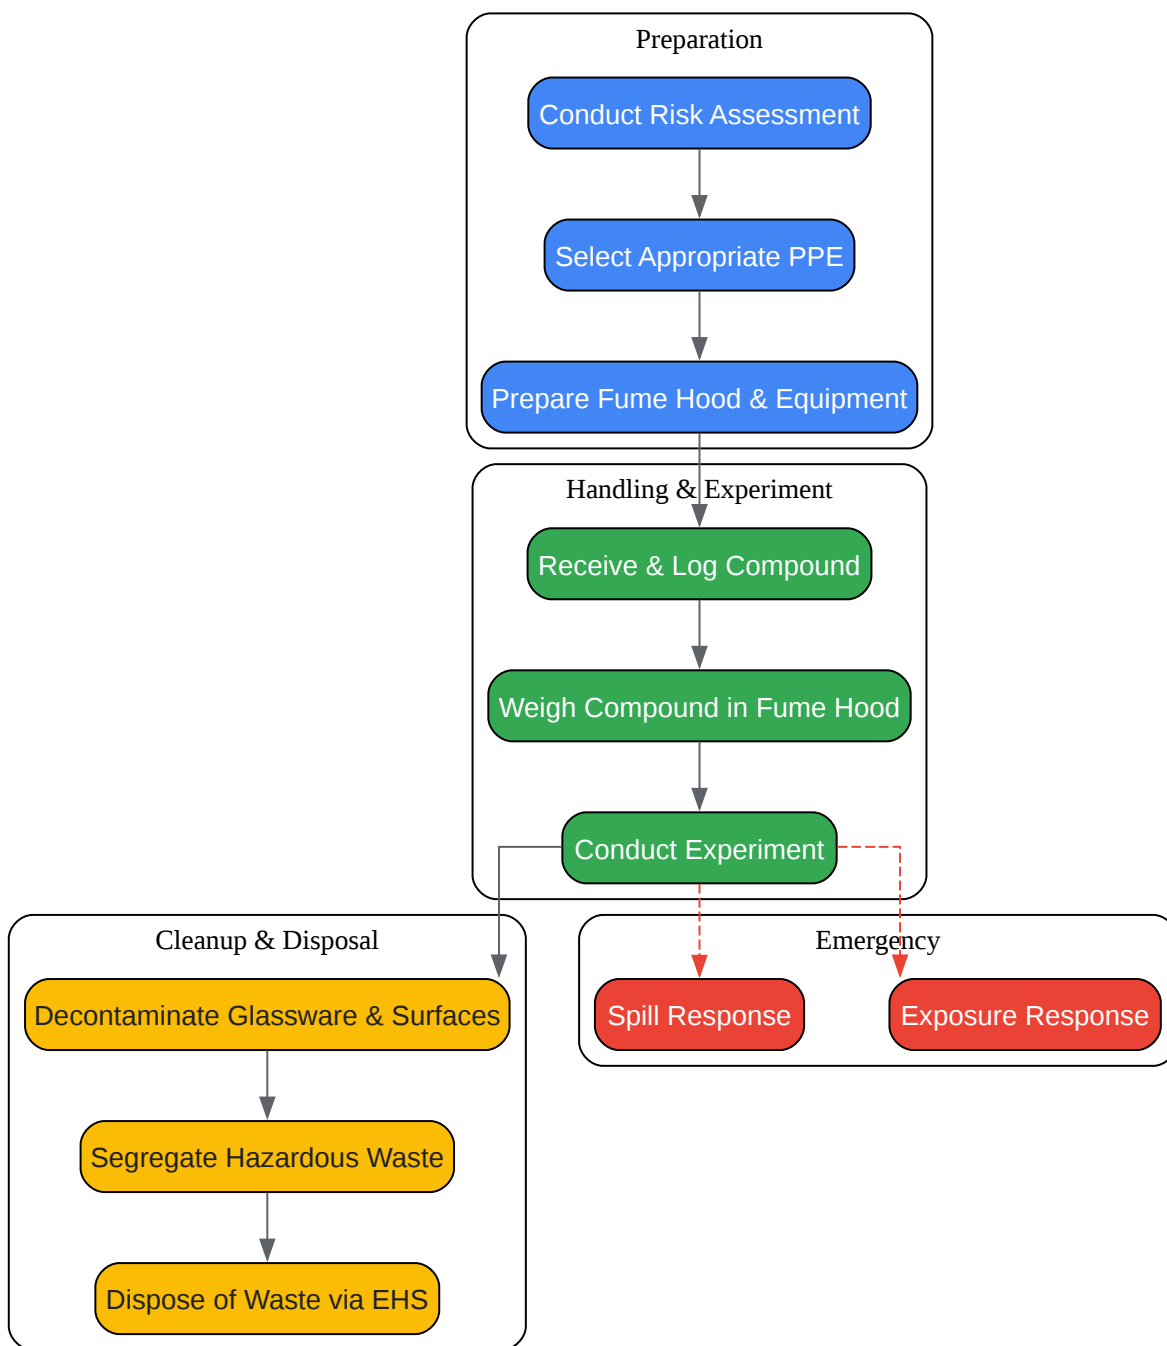 Preparation
Conduct Risk Assessment
Select Appropriate PPE
Prepare Fume Hood & Equipment
Handling & Experiment
Receive & Log Compound
Weigh Compound in Fume Hood
Conduct Experiment
Cleanup & Disposal
Decontaminate Glassware & Surfaces
Segregate Hazardous Waste
Dispose of Waste via EHS
Emergency
Spill Response
Exposure Response